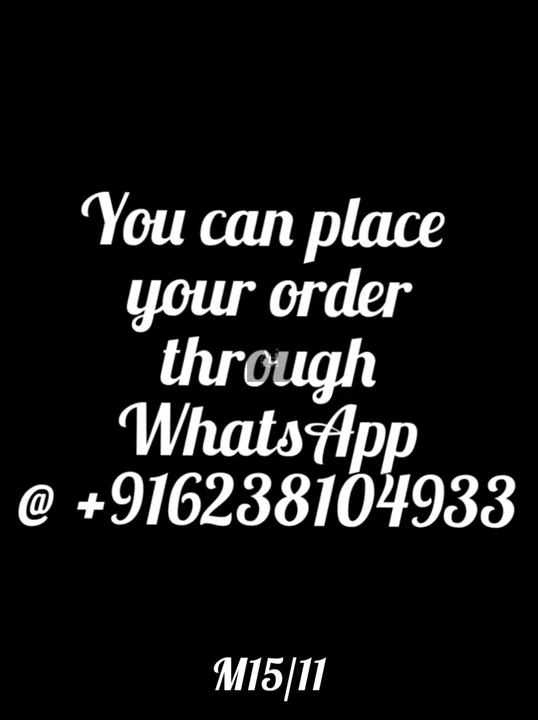 You can place
your order
through
WhatsApp
@ +916238104933
M15/11